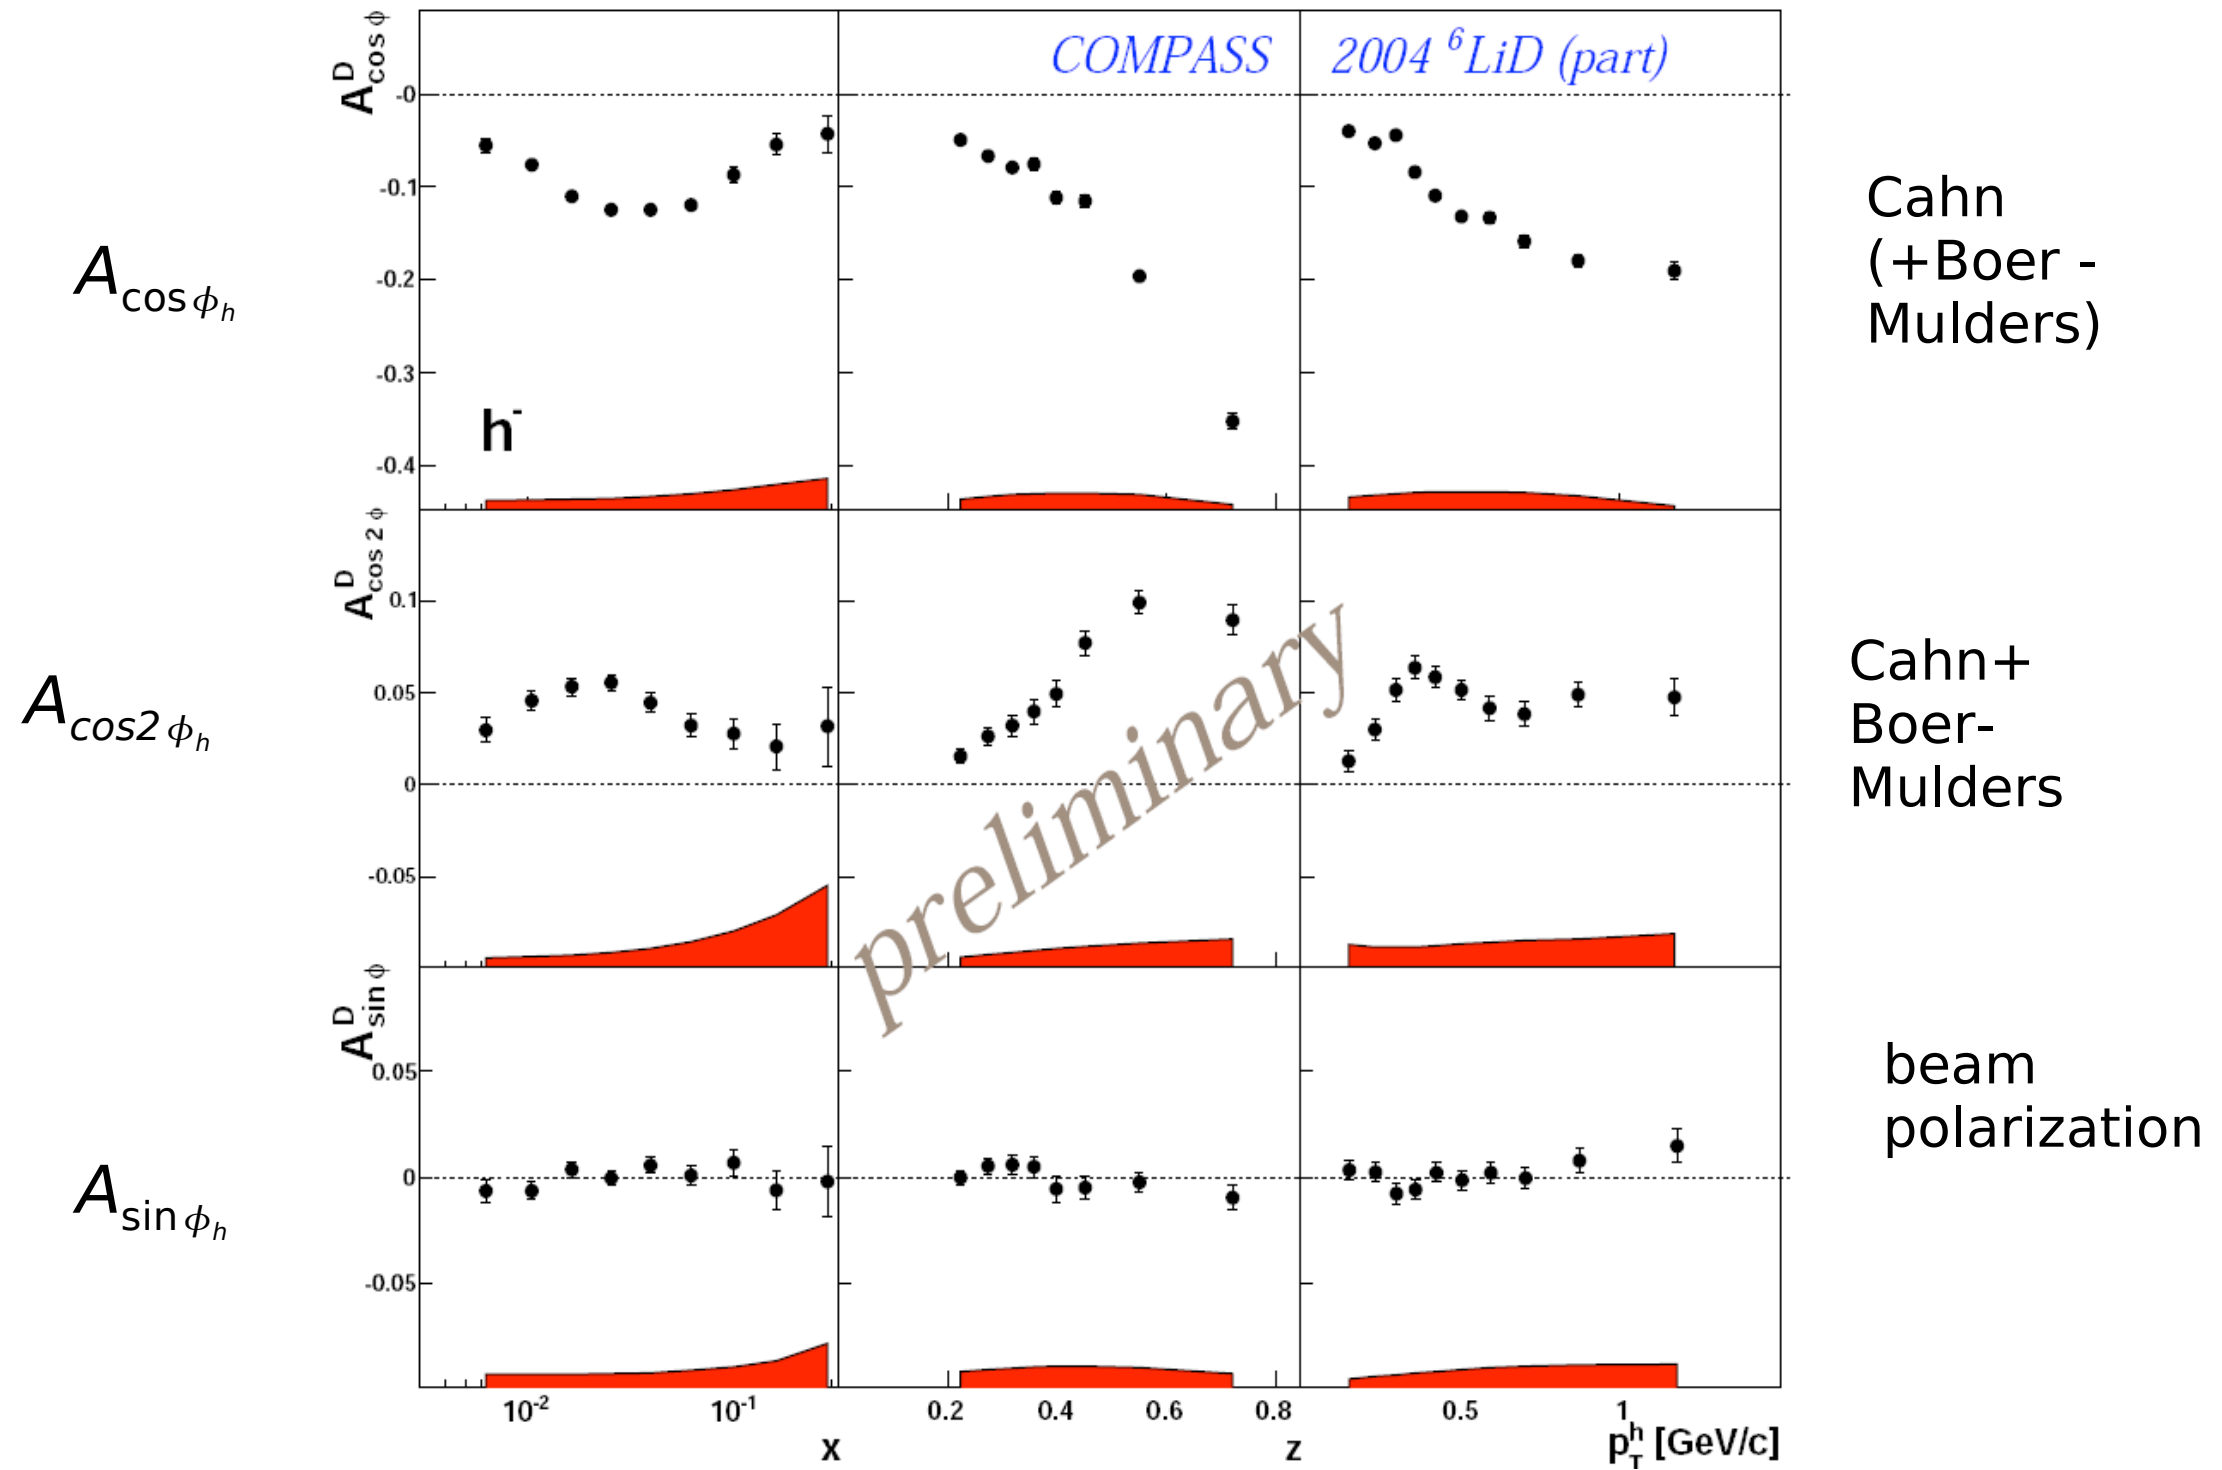 A^D_cos ϕ
COMPASS 2004 ⁶LiD (part)
-0
-0.1
-0.2
-0.3
-0.4
h⁻
A_cos ϕ_h
Cahn
(+Boer -
Mulders)
A^D_cos 2 ϕ
0.1
0.05
0
-0.05
preliminary
A_cos2 ϕ_h
Cahn+
Boer-
Mulders
A^D_sin ϕ
0.05
0
-0.05
A_sin ϕ_h
beam
polarization
10⁻² 10⁻¹ 0.2 0.4 0.6 0.8 0.5 1
x z p^h_T [GeV/c]